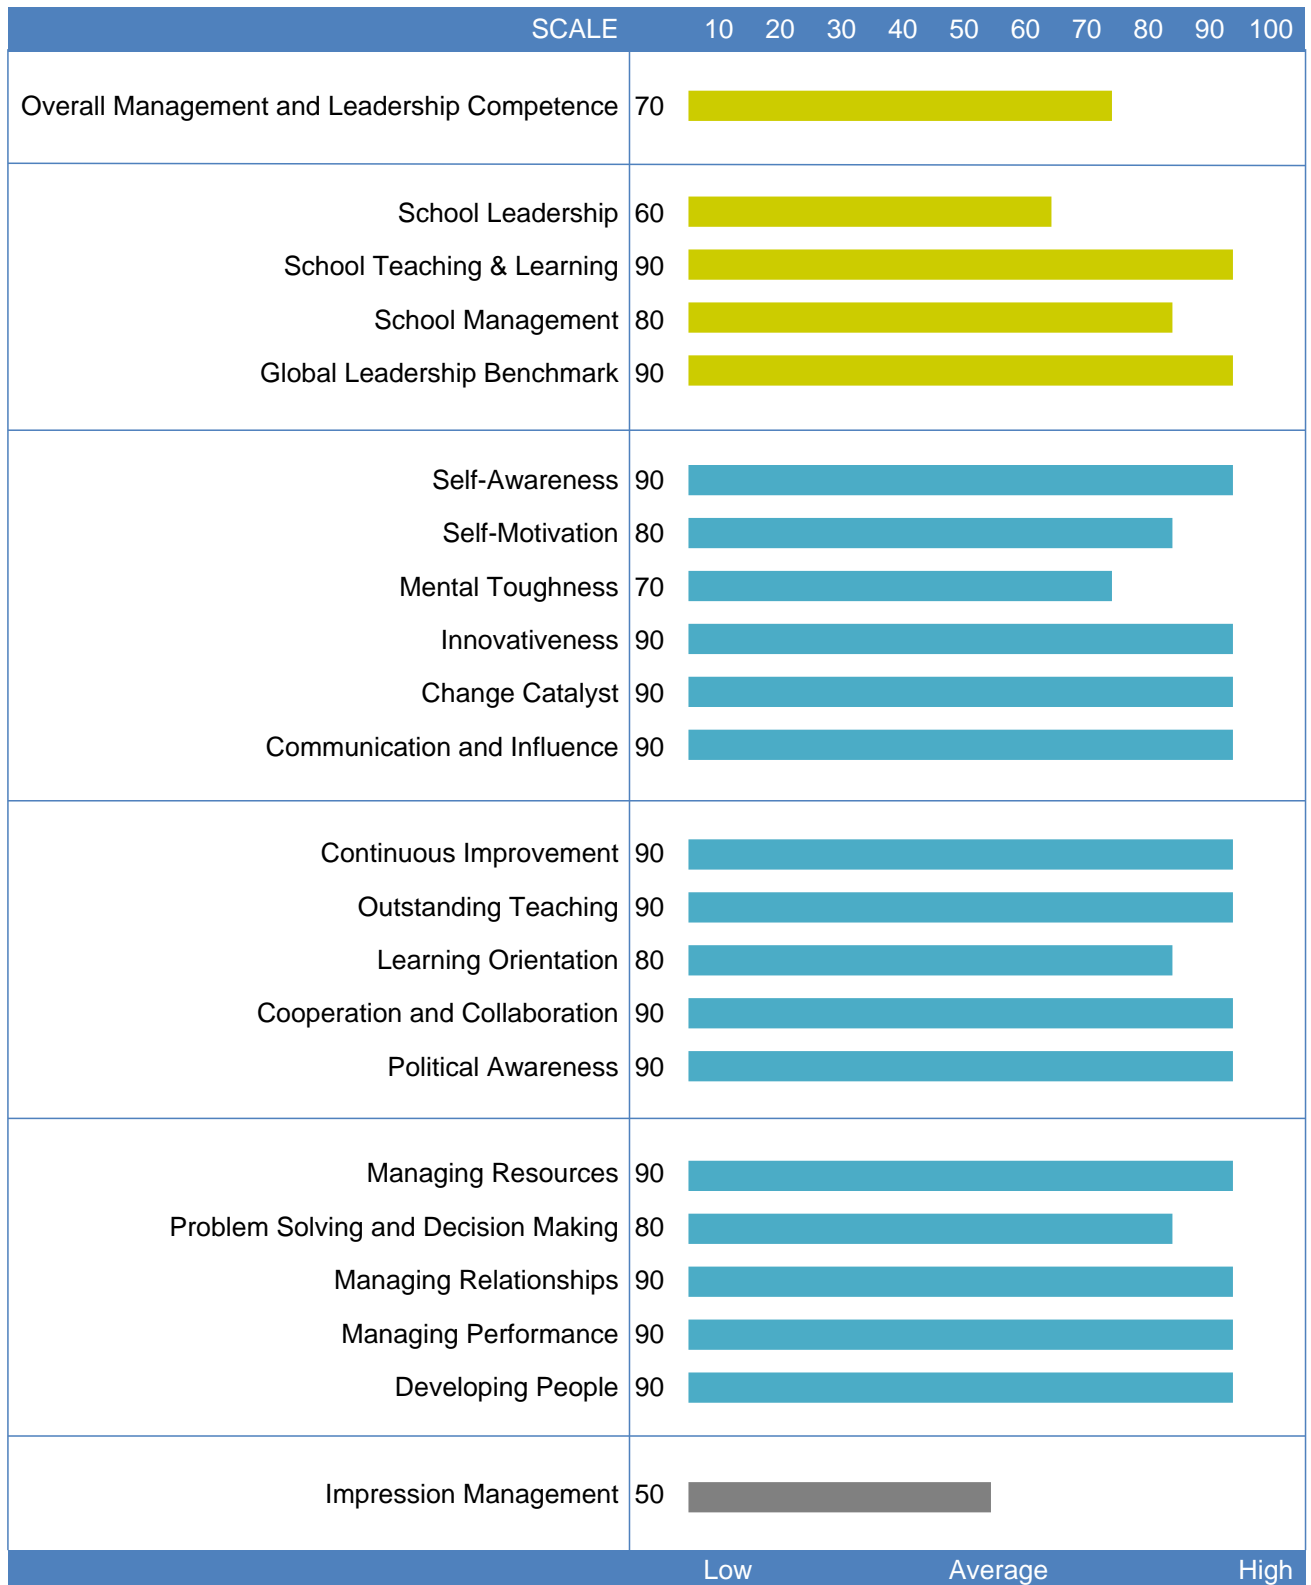 SCALE 10 20 30 40 50 60 70 80 90 100
Overall Management and Leadership Competence 70
School Leadership 60
School Teaching & Learning 90
School Management 80
Global Leadership Benchmark 90
Self-Awareness 90
Self-Motivation 80
Mental Toughness 70
Innovativeness 90
Change Catalyst 90
Communication and Influence 90
Continuous Improvement 90
Outstanding Teaching 90
Learning Orientation 80
Cooperation and Collaboration 90
Political Awareness 90
Managing Resources 90
Problem Solving and Decision Making 80
Managing Relationships 90
Managing Performance 90
Developing People 90
Impression Management 50
Low Average High